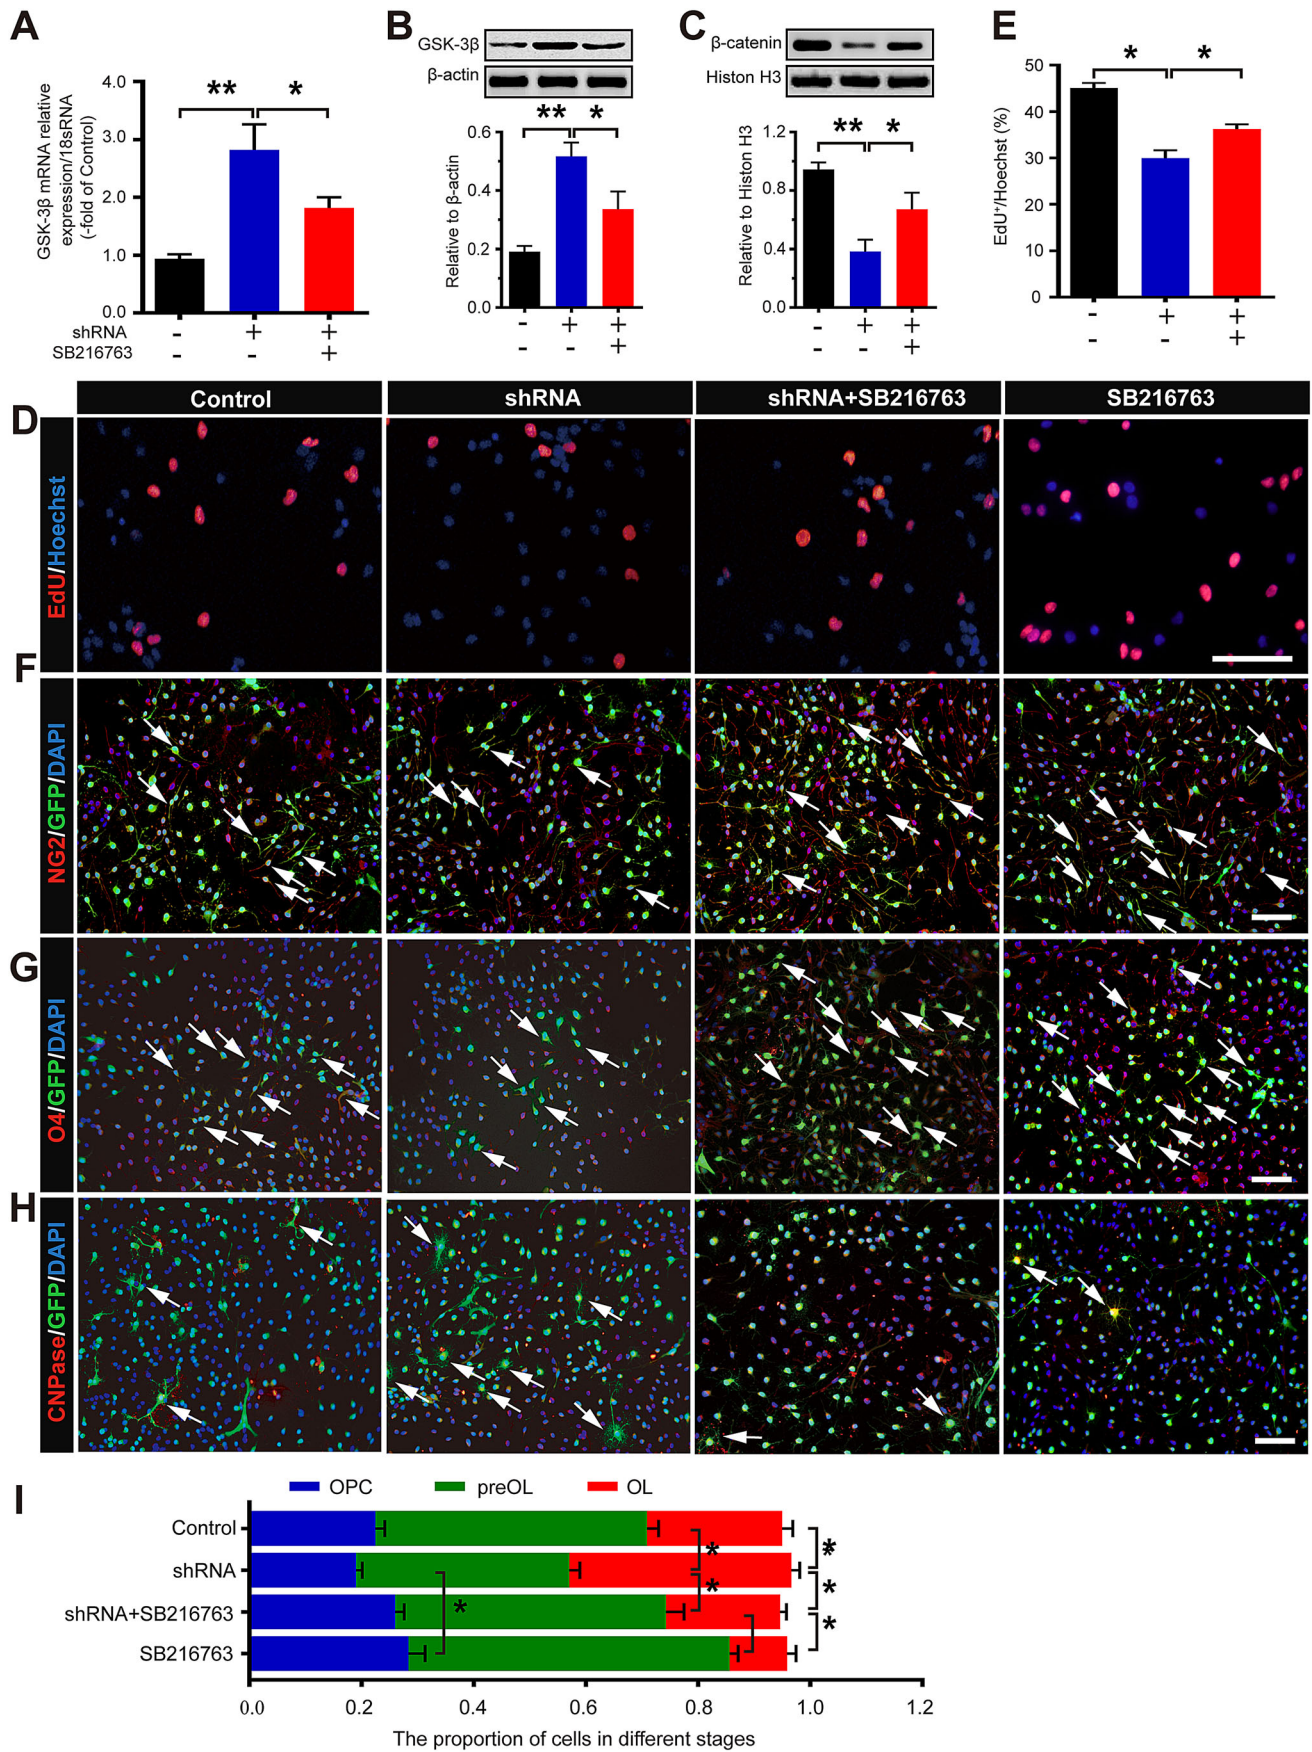 A
GSK-3β mRNA relative
expression/18sRNA
(-fold of Control)
4.0
3.0
2.0
1.0
0.0
** *
shRNA - + +
SB216763 - - +
B
GSK-3β
β-actin
Relative to β-actin
0.6
0.4
0.2
0.0
** *
- + +
- - +
C
β-catenin
Histon H3
Relative to Histon H3
1.2
0.8
0.4
0.0
** *
- + +
- - +
E
EdU⁺/Hoechst (%)
50
40
30
20
10
0
* *
- + +
- - +
Control shRNA shRNA+SB216763 SB216763
D
EdU/Hoechst
F
NG2/GFP/DAPI
G
O4/GFP/DAPI
H
CNPase/GFP/DAPI
I
OPC preOL OL
Control
shRNA
shRNA+SB216763
SB216763
* * *
** * *
0.0 0.2 0.4 0.6 0.8 1.0 1.2
The proportion of cells in different stages